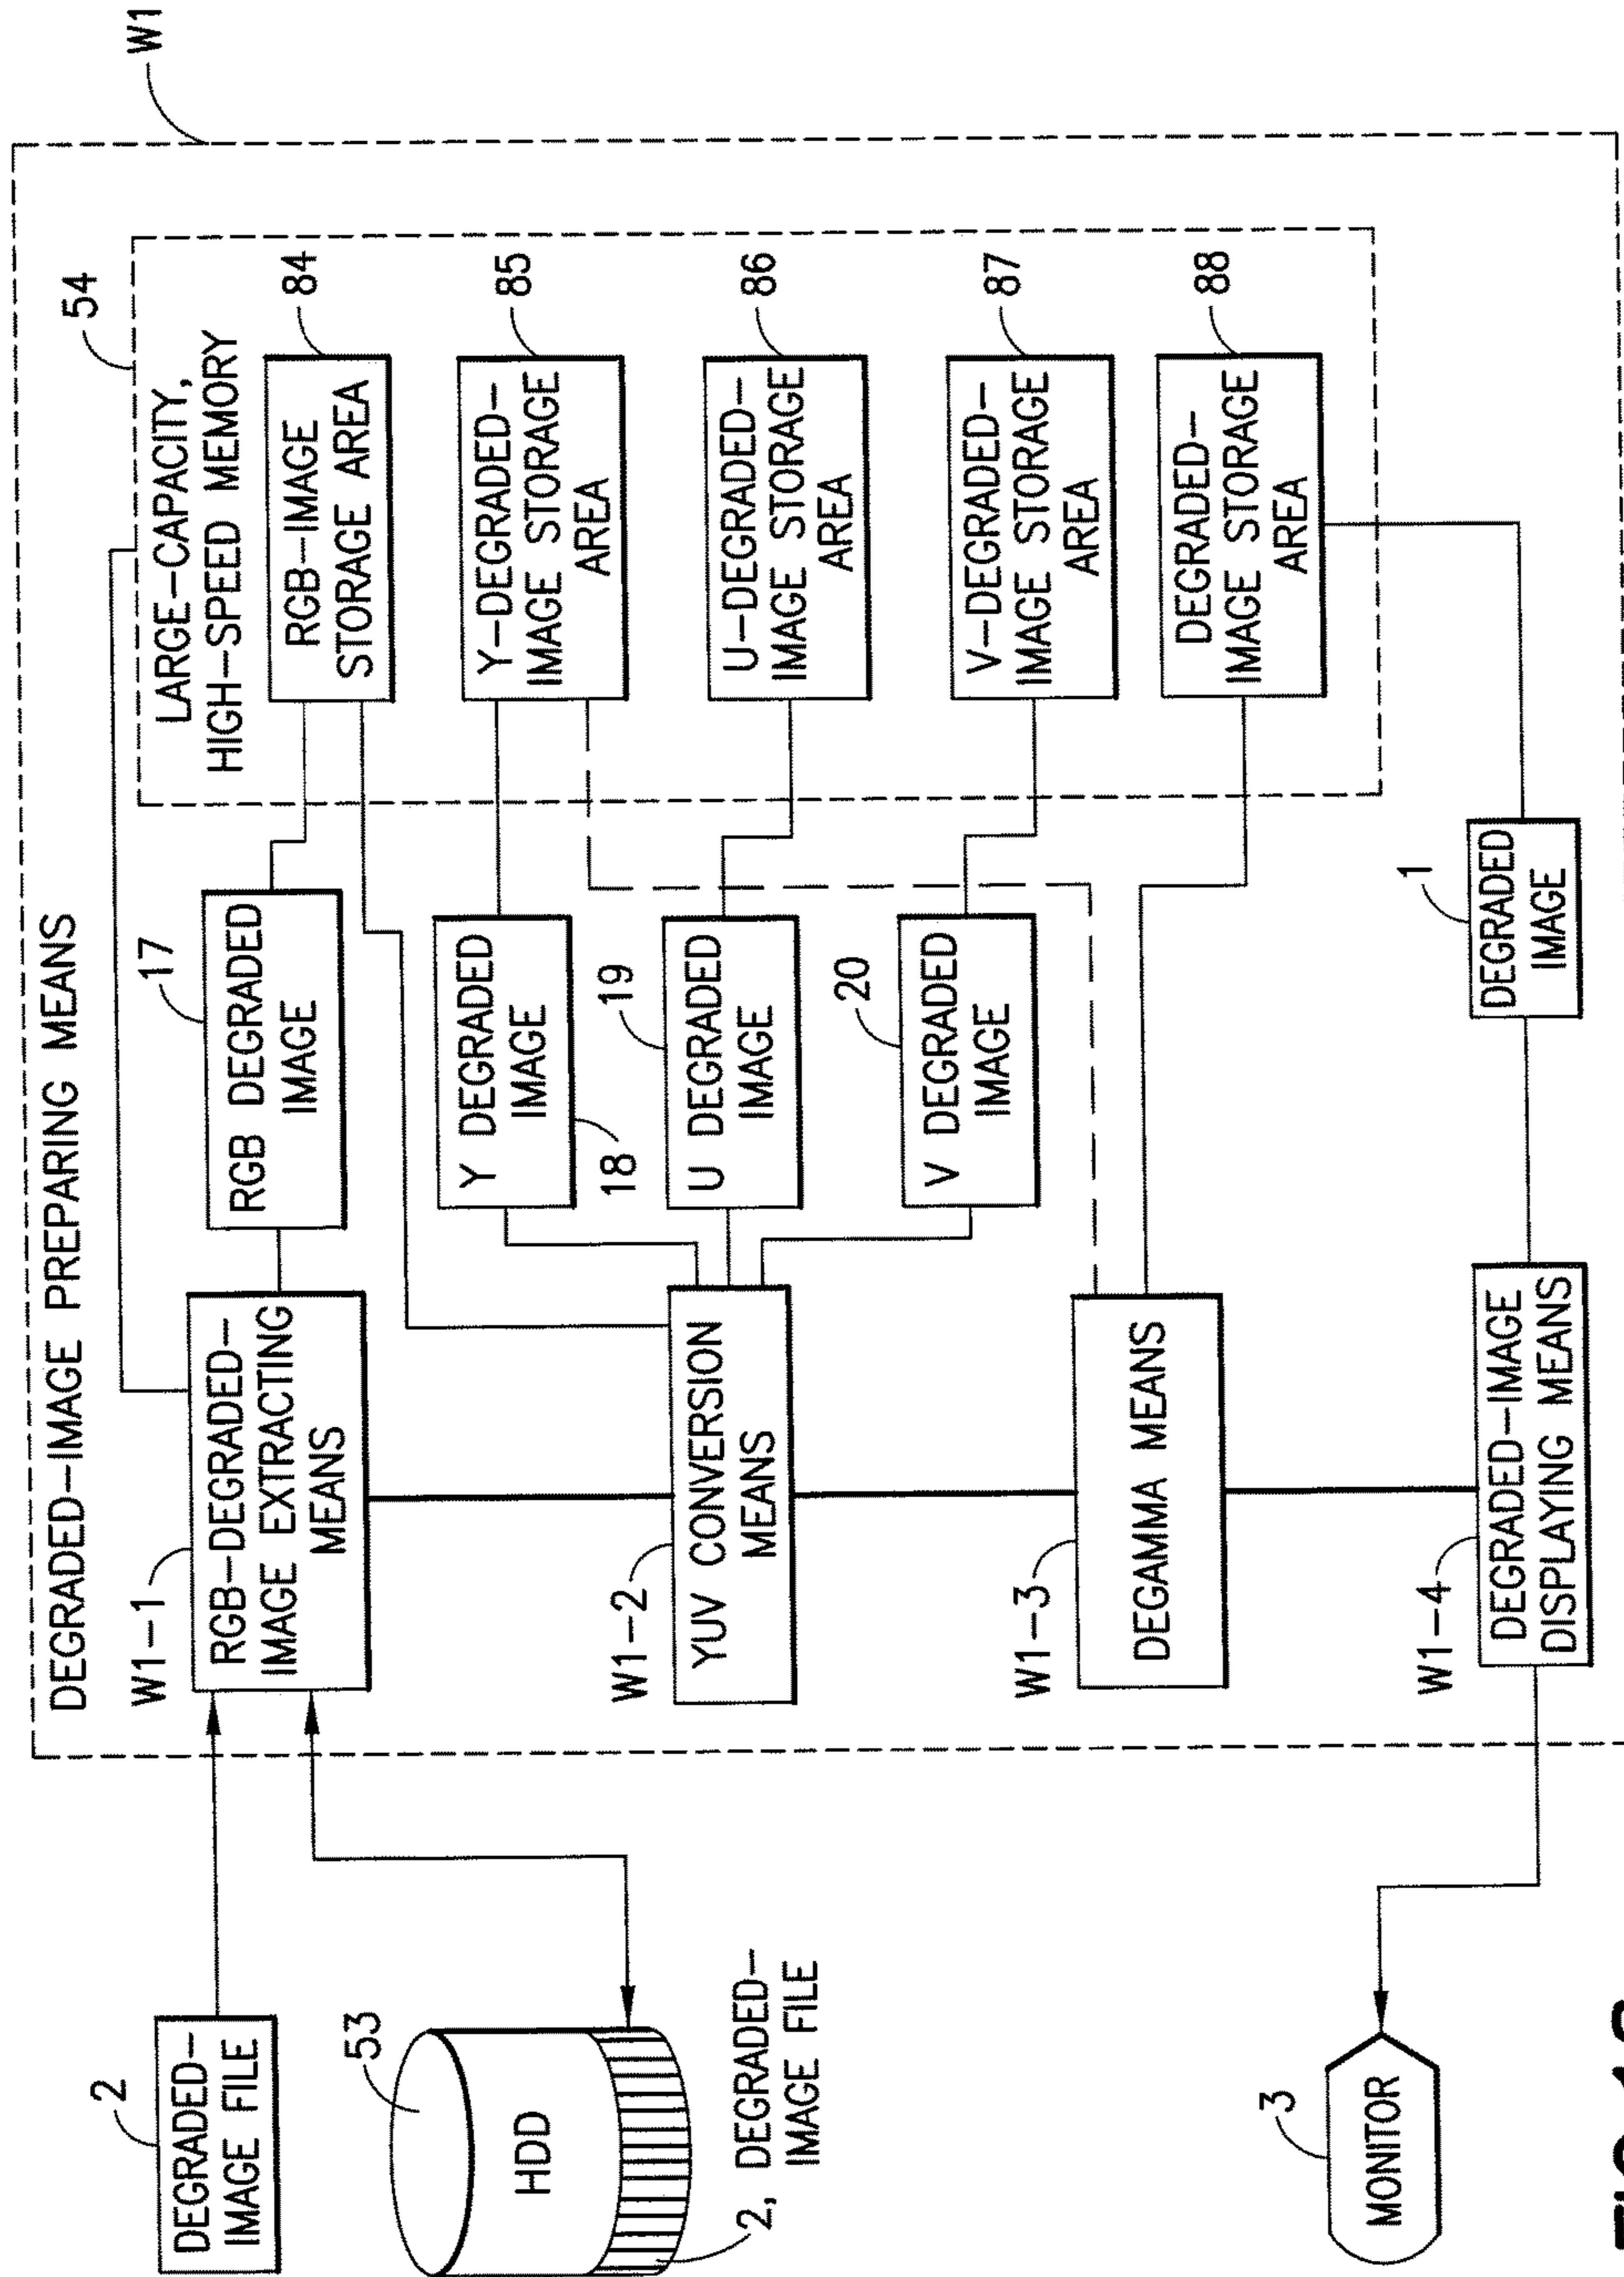 W1
DEGRADED-IMAGE PREPARING MEANS
54
LARGE-CAPACITY,
HIGH-SPEED MEMORY
2
DEGRADED-
IMAGE FILE
W1-1
RGB-DEGRADED-
IMAGE EXTRACTING
MEANS
17
RGB DEGRADED
IMAGE
84
RGB-IMAGE
STORAGE AREA
53
HDD
2, DEGRADED-
IMAGE FILE
W1-2
YUV CONVERSION
MEANS
Y DEGRADED
IMAGE
18
85
Y-DEGRADED-
IMAGE STORAGE
AREA
19
U DEGRADED
IMAGE
86
U-DEGRADED-
IMAGE STORAGE
AREA
20
V DEGRADED
IMAGE
87
V-DEGRADED-
IMAGE STORAGE
AREA
W1-3
DEGAMMA MEANS
88
DEGRADED-
IMAGE STORAGE
AREA
3
MONITOR
W1-4
DEGRADED-IMAGE
DISPLAYING MEANS
1
DEGRADED
IMAGE